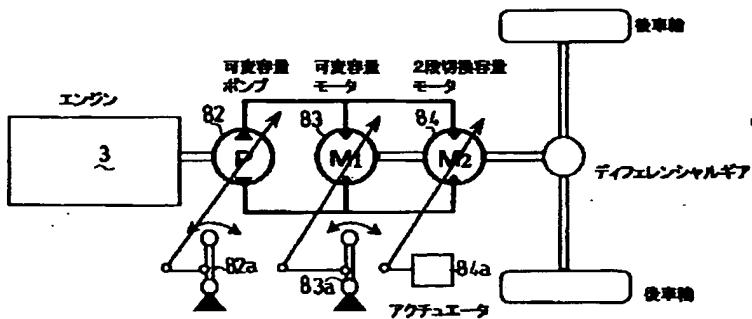 後車輪
可変容量
ポンプ
可変容量
モータ
2段切換容量
モータ
エンジン
82
83
84
3
P
M1
M2
ディフェレンシャルギア
82a
83a
84a
アクチュエータ
後車輪